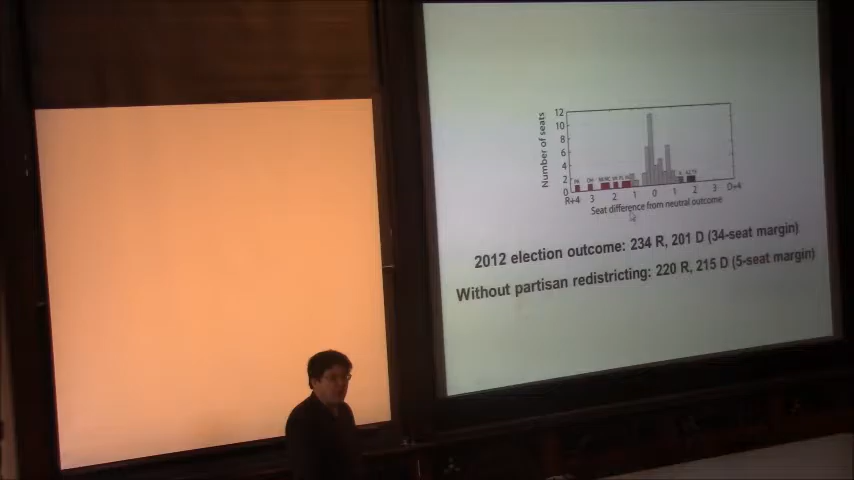 Number of seats
12
10
8
6
4
2
0
R+4 3 2 1 0 1 2 3 D+4
Seat difference from neutral outcome
2012 election outcome: 234 R, 201 D (34-seat margin)
Without partisan redistricting: 220 R, 215 D (5-seat margin)